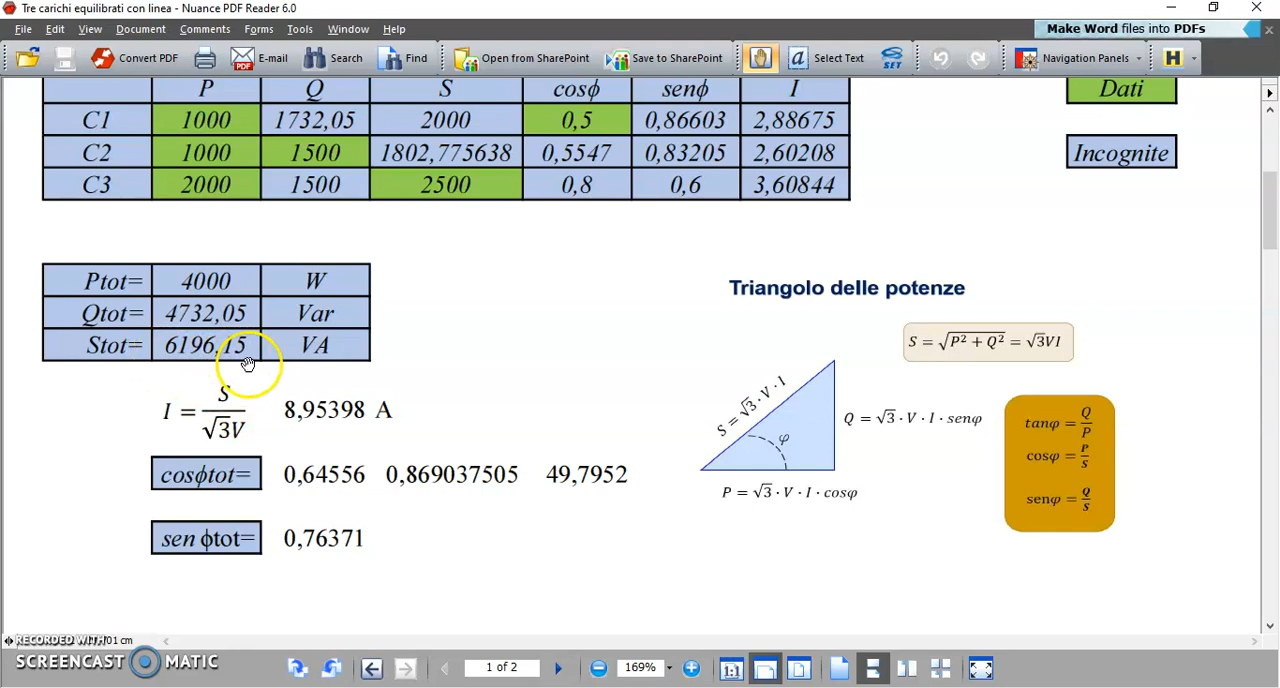 Tre carichi equilibrati con linea - Nuance PDF Reader 6.0
File Edit View Document Comments Forms Tools Window Help
Make Word files into PDFs
Convert PDF E-mail Search Find Open from SharePoint Save to SharePoint a Select Text SET Navigation Panels H
P Q S cosϕ senϕ I
Dati
C1 1000 1732,05 2000 0,5 0,86603 2,88675
C2 1000 1500 1802,775638 0,5547 0,83205 2,60208
Incognite
C3 2000 1500 2500 0,8 0,6 3,60844
Ptot= 4000 W
Qtot= 4732,05 Var
Stot= 6196,15 VA
Triangolo delle potenze
S = √P² + Q² = √3VI
S = √3 · V · I
φ
Q = √3 · V · I · senφ
P = √3 · V · I · cosφ
tanφ = Q/P
cosφ = P/S
senφ = Q/S
I = S/√3V 8,95398 A
cosϕtot= 0,64556 0,869037505 49,7952
sen ϕtot= 0,76371
RECORDED WITH
SCREENCAST MATIC
1 of 2
169%
1:1